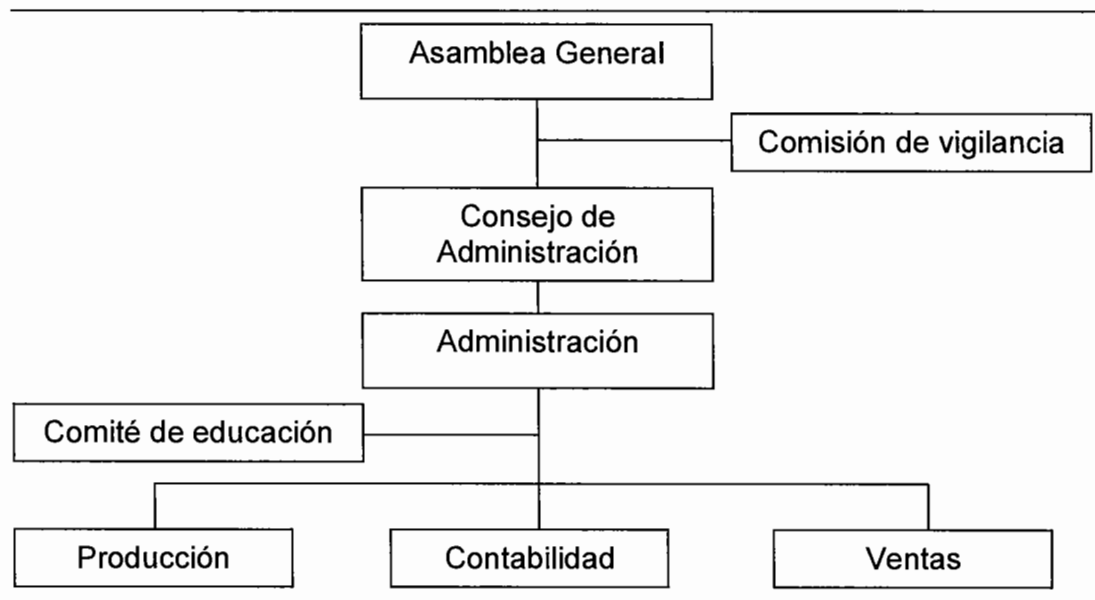 Asamblea General
Comisión de vigilancia
Consejo de
Administración
Administración
Comité de educación
Producción
Contabilidad
Ventas